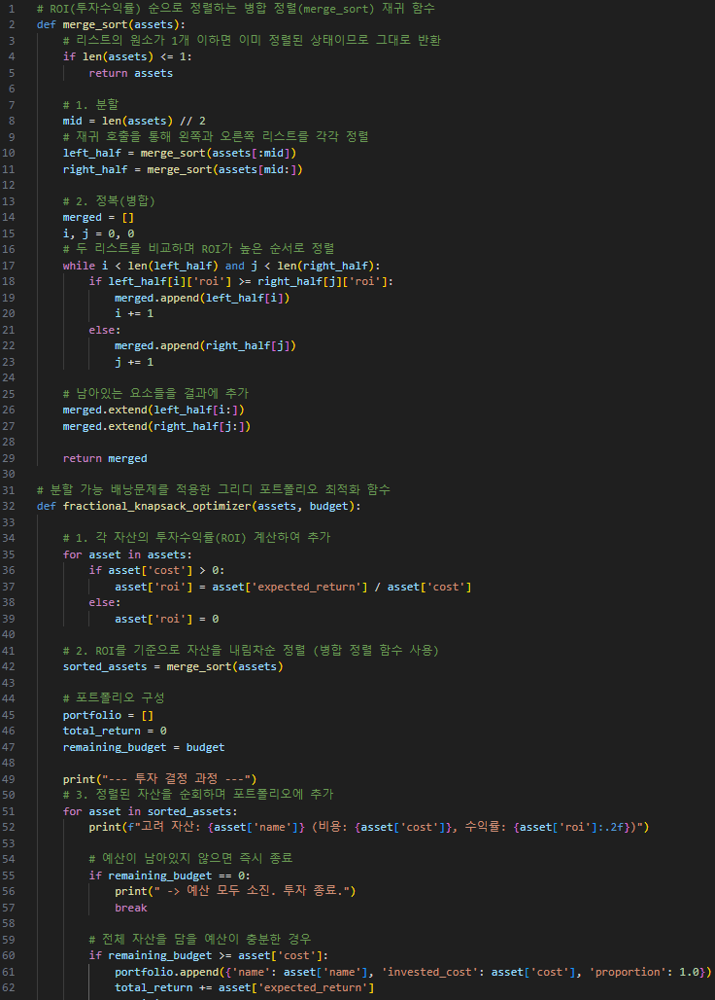 1 # ROI(투자수익률) 순으로 정렬하는 병합 정렬(merge_sort) 재귀 함수
2 def merge_sort(assets):
3     # 리스트의 원소가 1개 이하면 이미 정렬된 상태이므로 그대로 반환
4     if len(assets) <= 1:
5         return assets
6
7     # 1. 분할
8     mid = len(assets) // 2
9     # 재귀 호출을 통해 왼쪽과 오른쪽 리스트를 각각 정렬
10     left_half = merge_sort(assets[:mid])
11     right_half = merge_sort(assets[mid:])
12
13     # 2. 정복(병합)
14     merged = []
15     i, j = 0, 0
16     # 두 리스트를 비교하며 ROI가 높은 순서로 정렬
17     while i < len(left_half) and j < len(right_half):
18         if left_half[i]['roi'] >= right_half[j]['roi']:
19             merged.append(left_half[i])
20             i += 1
21         else:
22             merged.append(right_half[j])
23             j += 1
24
25     # 남아있는 요소들을 결과에 추가
26     merged.extend(left_half[i:])
27     merged.extend(right_half[j:])
28
29     return merged
30
31 # 분할 가능 배낭문제를 적용한 그리디 포트폴리오 최적화 함수
32 def fractional_knapsack_optimizer(assets, budget):
33
34     # 1. 각 자산의 투자수익률(ROI) 계산하여 추가
35     for asset in assets:
36         if asset['cost'] > 0:
37             asset['roi'] = asset['expected_return'] / asset['cost']
38         else:
39             asset['roi'] = 0
40
41     # 2. ROI를 기준으로 자산을 내림차순 정렬 (병합 정렬 함수 사용)
42     sorted_assets = merge_sort(assets)
43
44     # 포트폴리오 구성
45     portfolio = []
46     total_return = 0
47     remaining_budget = budget
48
49     print("--- 투자 결정 과정 ---")
50     # 3. 정렬된 자산을 순회하며 포트폴리오에 추가
51     for asset in sorted_assets:
52         print(f"고려 자산: {asset['name']} (비용: {asset['cost']}, 수익률: {asset['roi']:.2f})")
53
54         # 예산이 남아있지 않으면 즉시 종료
55         if remaining_budget == 0:
56             print(" -> 예산 모두 소진. 투자 종료.")
57             break
58
59         # 전체 자산을 담을 예산이 충분한 경우
60         if remaining_budget >= asset['cost']:
61             portfolio.append({'name': asset['name'], 'invested_cost': asset['cost'], 'proportion': 1.0})
62             total_return += asset['expected_return']